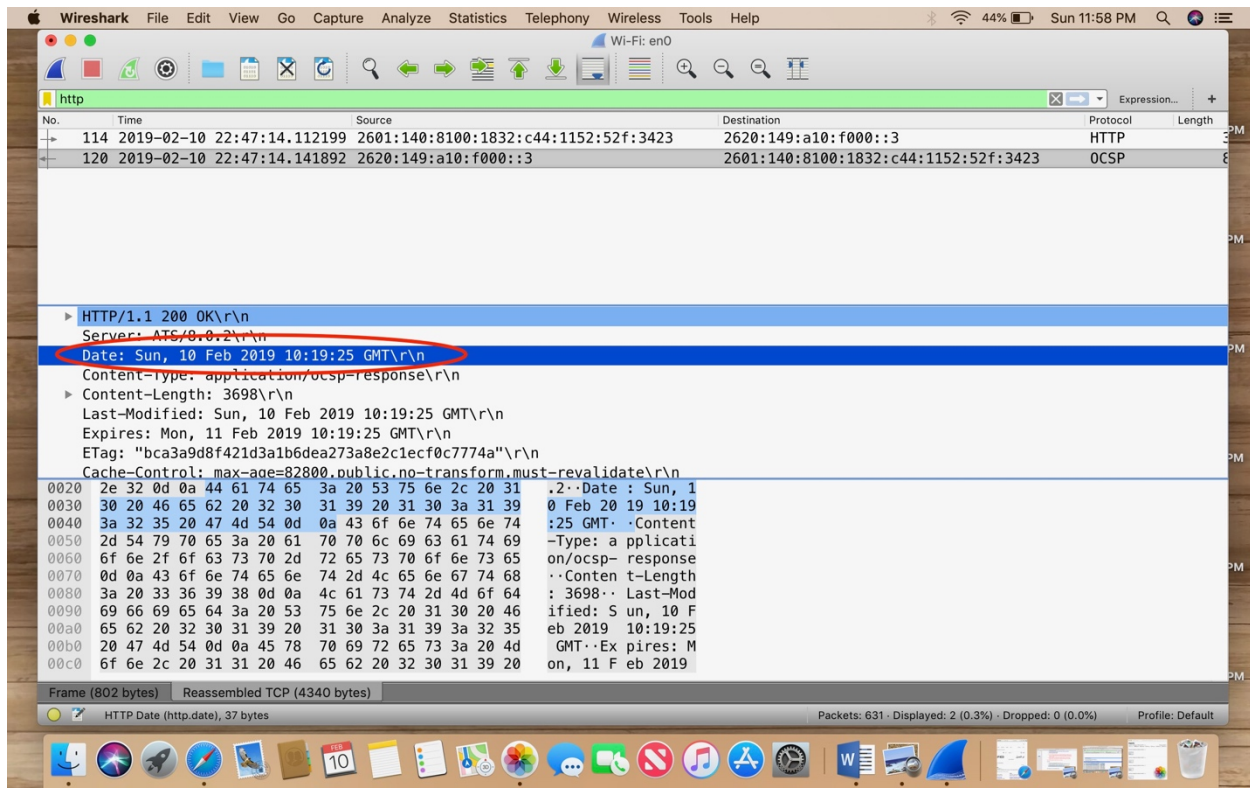 Wireshark File Edit View Go Capture Analyze Statistics Telephony Wireless Tools Help 44% Sun 11:58 PM
Wi-Fi: en0
http Expression... +
No. Time Source Destination Protocol Length
114 2019-02-10 22:47:14.112199 2601:140:8100:1832:c44:1152:52f:3423 2620:149:a10:f000::3 HTTP
120 2019-02-10 22:47:14.141892 2620:149:a10:f000::3 2601:140:8100:1832:c44:1152:52f:3423 OCSP
HTTP/1.1 200 OK\r\n
Server: ATS/8.0.2\r\n
Date: Sun, 10 Feb 2019 10:19:25 GMT\r\n
Content-Type: application/ocsp-response\r\n
Content-Length: 3698\r\n
Last-Modified: Sun, 10 Feb 2019 10:19:25 GMT\r\n
Expires: Mon, 11 Feb 2019 10:19:25 GMT\r\n
ETag: "bca3a9d8f421d3a1b6dea273a8e2c1ecf0c7774a"\r\n
Cache-Control: max-age=82800,public,no-transform,must-revalidate\r\n
0020 2e 32 0d 0a 44 61 74 65 3a 20 53 75 6e 2c 20 31 .2··Date : Sun, 1
0030 30 20 46 65 62 20 32 30 31 39 20 31 30 3a 31 39 0 Feb 20 19 10:19
0040 3a 32 35 20 47 4d 54 0d 0a 43 6f 6e 74 65 6e 74 :25 GMT· ·Content
0050 2d 54 79 70 65 3a 20 61 70 70 6c 69 63 61 74 69 -Type: a pplicati
0060 6f 6e 2f 6f 63 73 70 2d 72 65 73 70 6f 6e 73 65 on/ocsp- response
0070 0d 0a 43 6f 6e 74 65 6e 74 2d 4c 65 6e 67 74 68 ··Conten t-Length
0080 3a 20 33 36 39 38 0d 0a 4c 61 73 74 2d 4d 6f 64 : 3698·· Last-Mod
0090 69 66 69 65 64 3a 20 53 75 6e 2c 20 31 30 20 46 ified: S un, 10 F
00a0 65 62 20 32 30 31 39 20 31 30 3a 31 39 3a 32 35 eb 2019 10:19:25
00b0 20 47 4d 54 0d 0a 45 78 70 69 72 65 73 3a 20 4d GMT··Ex pires: M
00c0 6f 6e 2c 20 31 31 20 46 65 62 20 32 30 31 39 20 on, 11 F eb 2019
Frame (802 bytes) Reassembled TCP (4340 bytes)
HTTP Date (http.date), 37 bytes Packets: 631 · Displayed: 2 (0.3%) · Dropped: 0 (0.0%) Profile: Default
FEB
10
W